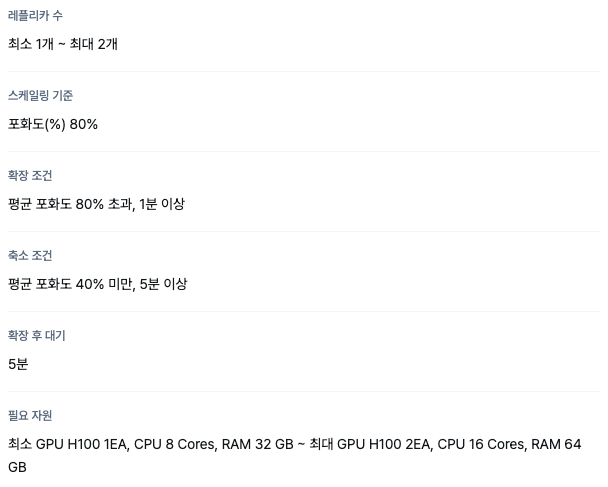 레플리카 수
최소 1개 ~ 최대 2개
스케일링 기준
포화도(%) 80%
확장 조건
평균 포화도 80% 초과, 1분 이상
축소 조건
평균 포화도 40% 미만, 5분 이상
확장 후 대기
5분
필요 자원
최소 GPU H100 1EA, CPU 8 Cores, RAM 32 GB ~ 최대 GPU H100 2EA, CPU 16 Cores, RAM 64
GB